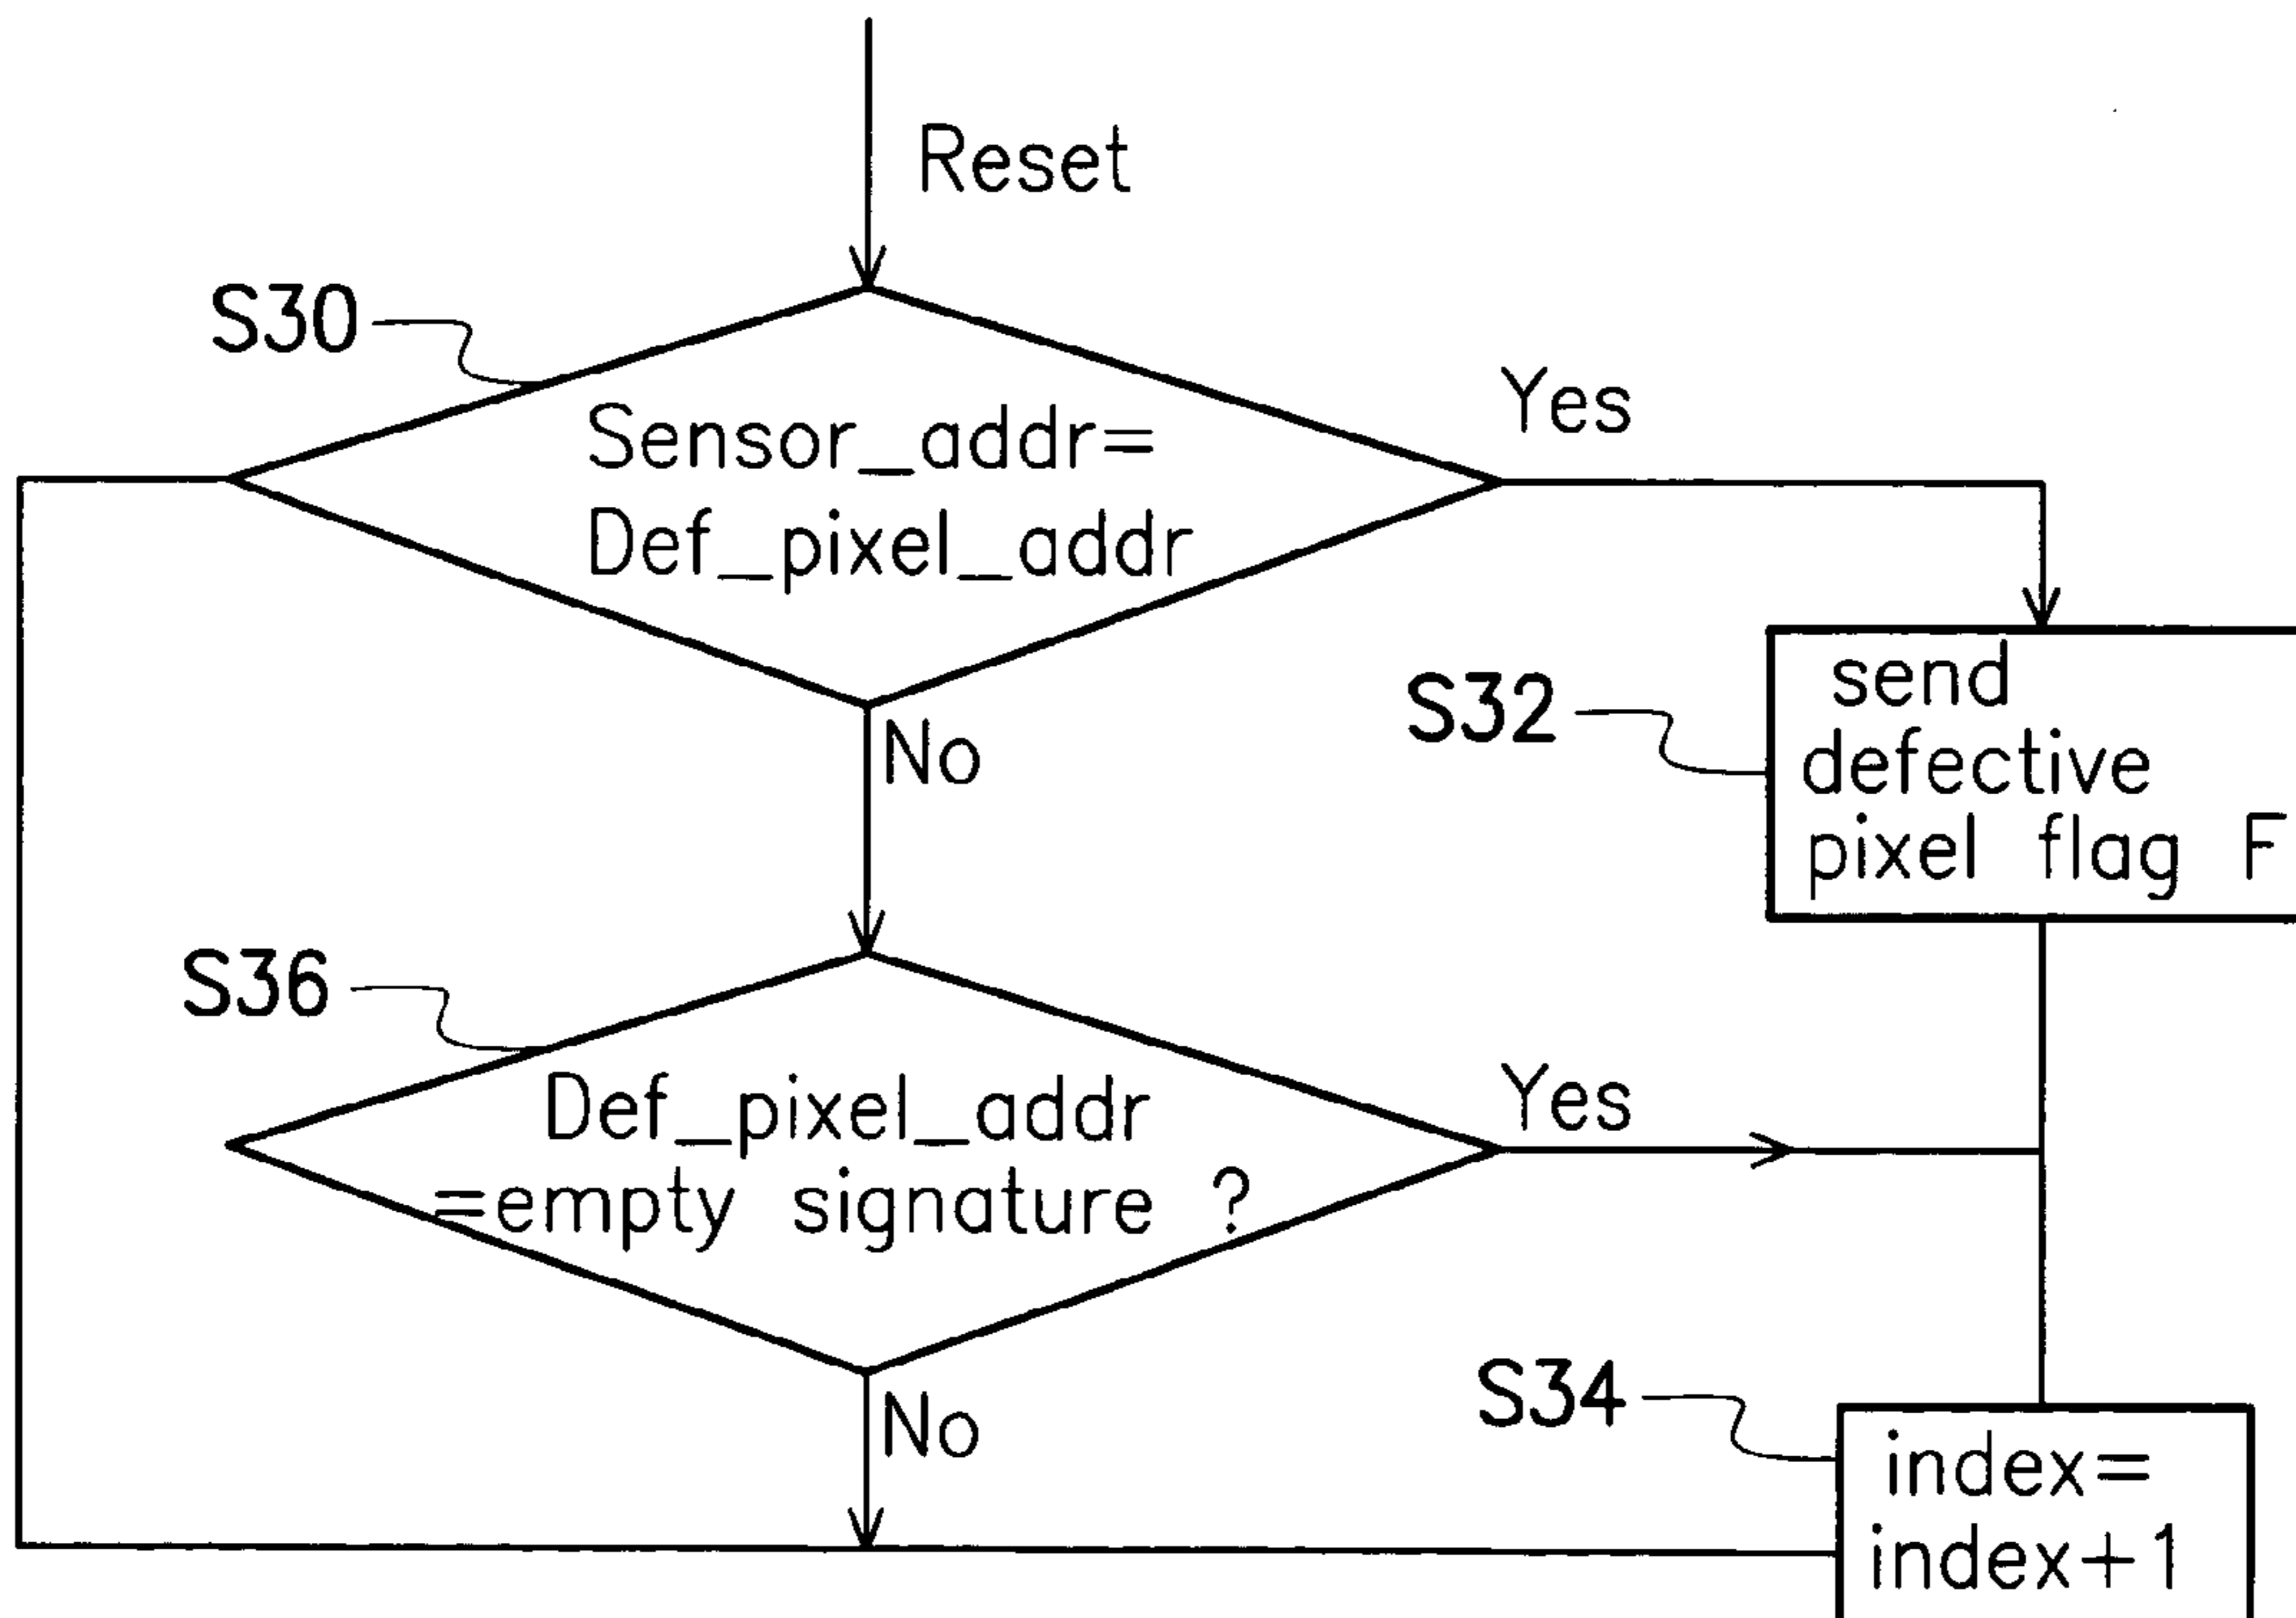 Reset
S30
Sensor_addr=
Def_pixel_addr
Yes
No
S32
send
defective
pixel flag F
S36
Def_pixel_addr
=empty signature ?
Yes
No
S34
index=
index+1